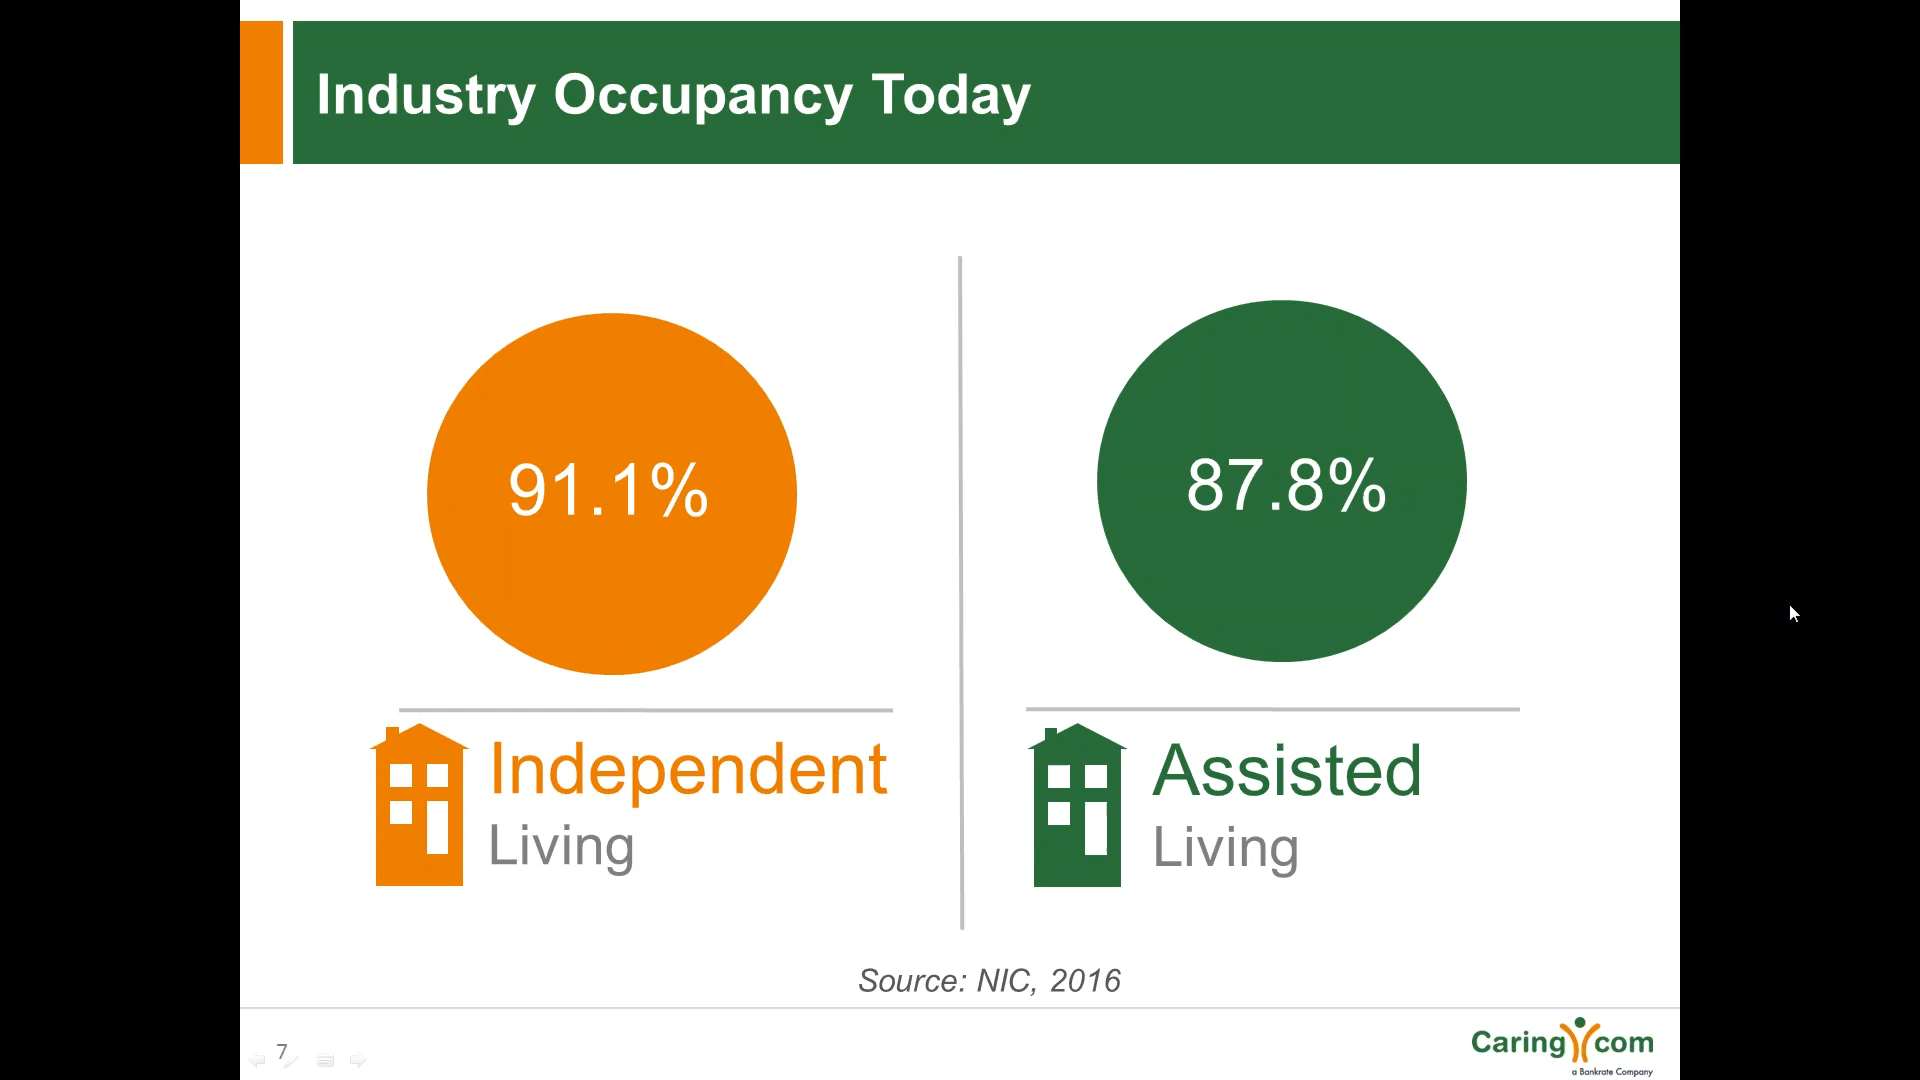 Industry Occupancy Today
91.1%
87.8%
Independent
Living
Assisted
Living
Source: NIC, 2016
7
Caring com
a Bankrate Company